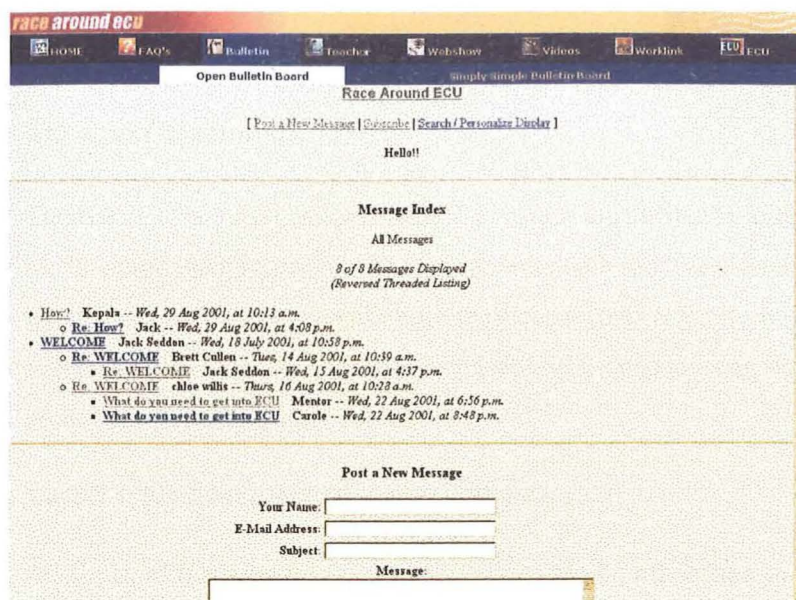 race around ecu
HOME FAQ's Bulletin Teacher Webshow Videos Worklink ECU ECU
Open Bulletin Board Simply Simple Bulletin Board
Race Around ECU
[ Post a New Message | Subscribe | Search / Personalize Display ]
Hello!!
Message Index
All Messages
8 of 8 Messages Displayed
(Reversed Threaded Listing)
• How? Kepala -- Wed, 29 Aug 2001, at 10:13 a.m.
o Re: How? Jack -- Wed, 29 Aug 2001, at 4:08 p.m.
• WELCOME Jack Seddon -- Wed, 18 July 2001, at 10:58 p.m.
o Re: WELCOME Brett Cullen -- Tues, 14 Aug 2001, at 10:39 a.m.
▪ Re: WELCOME Jack Seddon -- Wed, 15 Aug 2001, at 4:37 p.m.
o Re: WELCOME chloe willis -- Thurs, 16 Aug 2001, at 10:28 a.m.
▪ What do you need to get into ECU Mentor -- Wed, 22 Aug 2001, at 6:56 p.m.
▪ What do you need to get into ECU Carole -- Wed, 22 Aug 2001, at 8:48 p.m.
Post a New Message
Your Name:
E-Mail Address:
Subject:
Message: